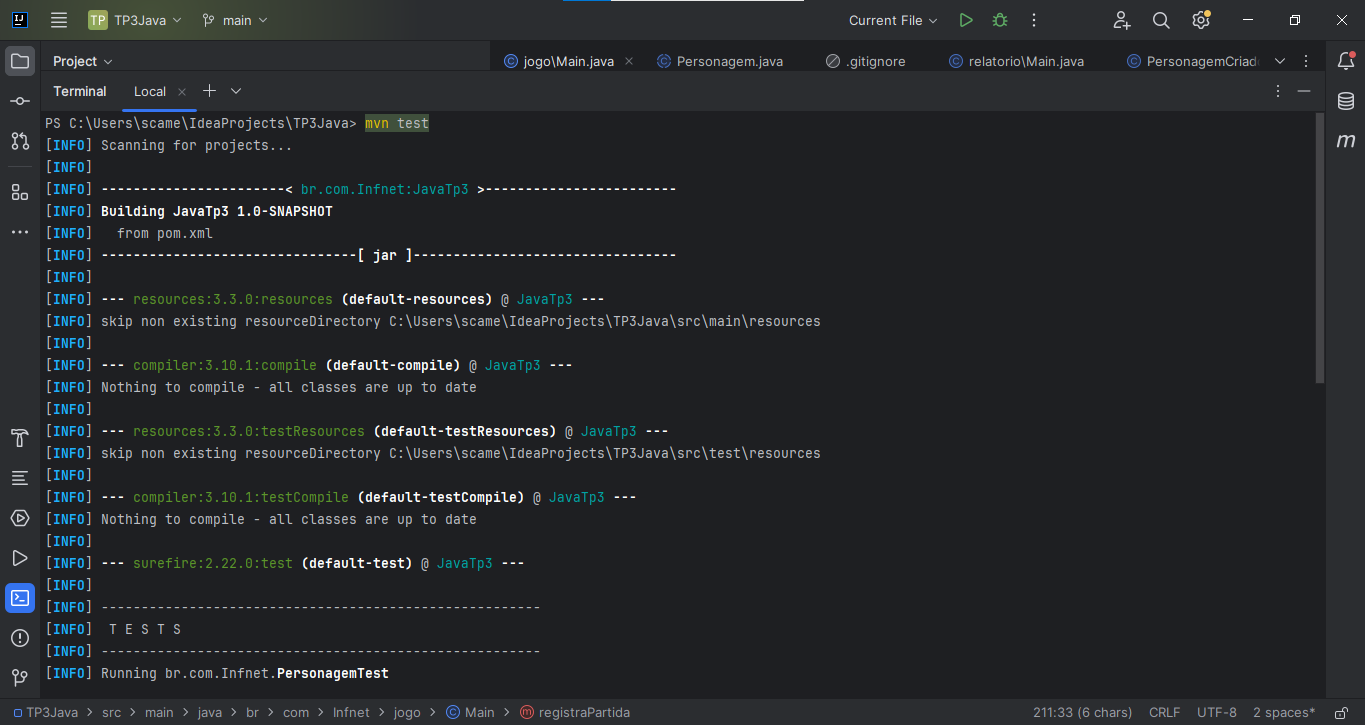 TP TP3Java main Current File
Project jogo\Main.java Personagem.java .gitignore relatorio\Main.java PersonagemCriad
Terminal Local
PS C:\Users\scame\IdeaProjects\TP3Java> mvn test
[INFO] Scanning for projects...
[INFO]
[INFO] -----------------------< br.com.Infnet:JavaTp3 >------------------------
[INFO] Building JavaTp3 1.0-SNAPSHOT
[INFO]   from pom.xml
[INFO] --------------------------------[ jar ]---------------------------------
[INFO]
[INFO] --- resources:3.3.0:resources (default-resources) @ JavaTp3 ---
[INFO] skip non existing resourceDirectory C:\Users\scame\IdeaProjects\TP3Java\src\main\resources
[INFO]
[INFO] --- compiler:3.10.1:compile (default-compile) @ JavaTp3 ---
[INFO] Nothing to compile - all classes are up to date
[INFO]
[INFO] --- resources:3.3.0:testResources (default-testResources) @ JavaTp3 ---
[INFO] skip non existing resourceDirectory C:\Users\scame\IdeaProjects\TP3Java\src\test\resources
[INFO]
[INFO] --- compiler:3.10.1:testCompile (default-testCompile) @ JavaTp3 ---
[INFO] Nothing to compile - all classes are up to date
[INFO]
[INFO] --- surefire:2.22.0:test (default-test) @ JavaTp3 ---
[INFO]
[INFO] -------------------------------------------------------
[INFO]  T E S T S
[INFO] -------------------------------------------------------
[INFO] Running br.com.Infnet.PersonagemTest
TP3Java > src > main > java > br > com > Infnet > jogo > Main > registraPartida 211:33 (6 chars) CRLF UTF-8 2 spaces*